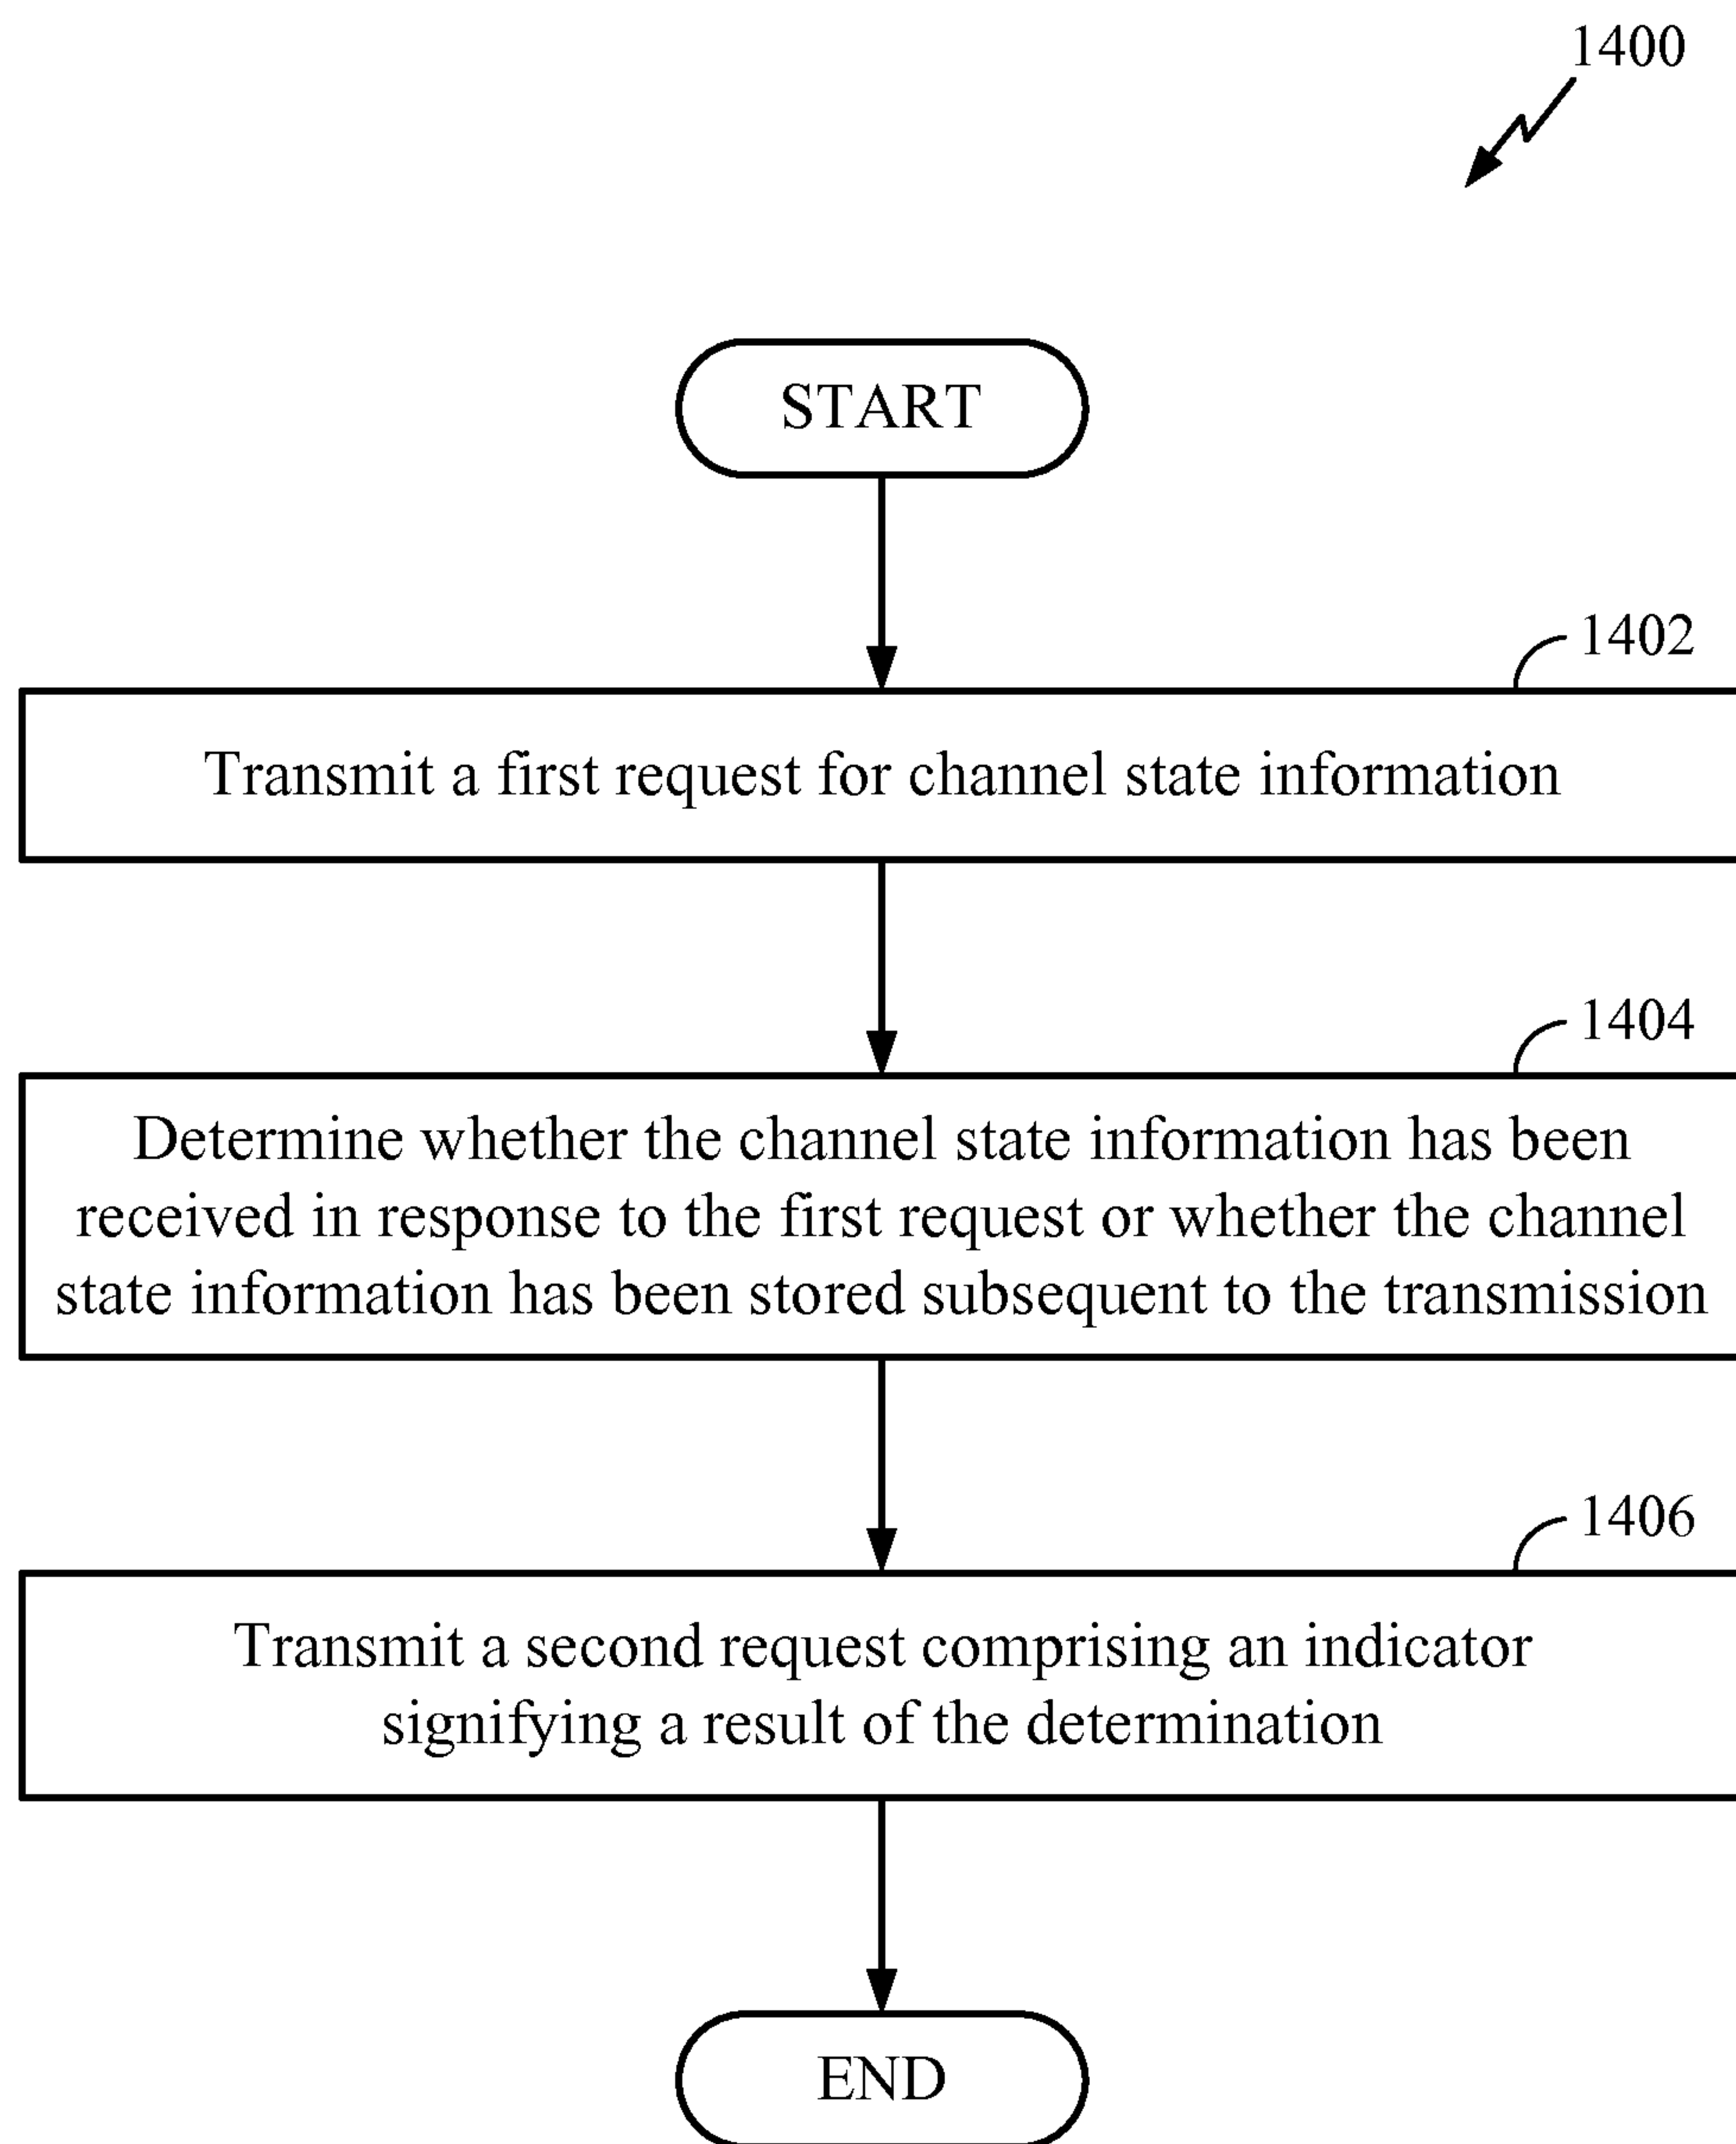 1400
START
1402
Transmit a first request for channel state information
1404
Determine whether the channel state information has been
received in response to the first request or whether the channel
state information has been stored subsequent to the transmission
1406
Transmit a second request comprising an indicator
signifying a result of the determination
END